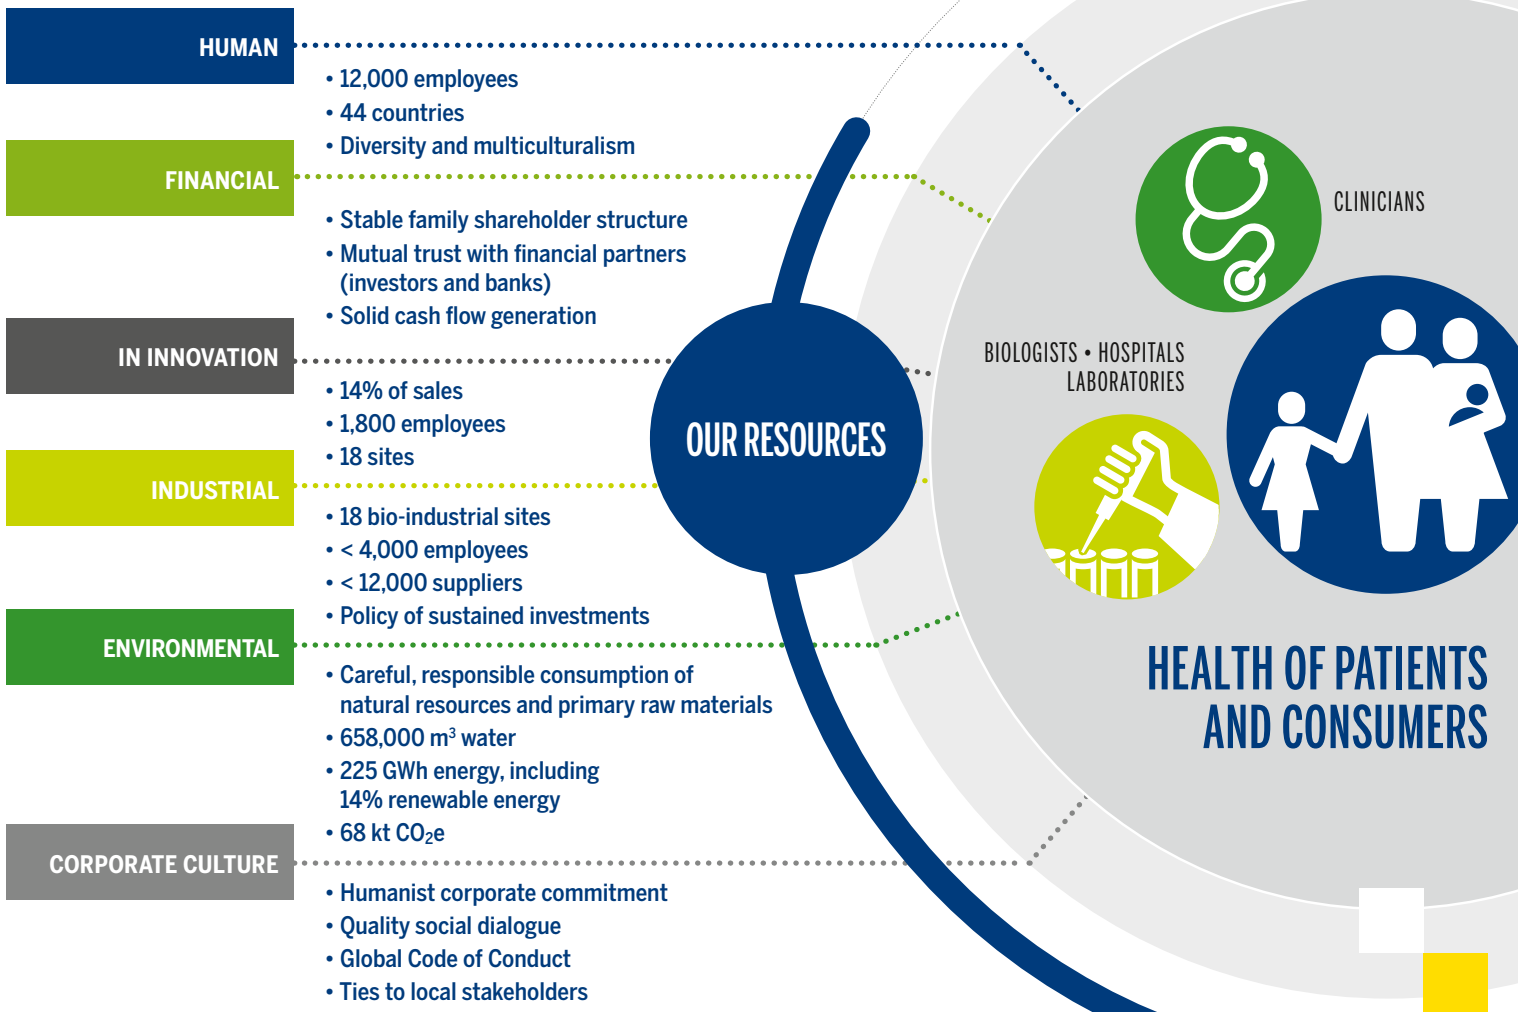 HUMAN
• 12,000 employees
• 44 countries
• Diversity and multiculturalism
FINANCIAL
• Stable family shareholder structure
• Mutual trust with financial partners
(investors and banks)
• Solid cash flow generation
IN INNOVATION
• 14% of sales
• 1,800 employees
• 18 sites
INDUSTRIAL
• 18 bio-industrial sites
• < 4,000 employees
• < 12,000 suppliers
• Policy of sustained investments
ENVIRONMENTAL
• Careful, responsible consumption of
natural resources and primary raw materials
• 658,000 m³ water
• 225 GWh energy, including
14% renewable energy
• 68 kt CO₂e
CORPORATE CULTURE
• Humanist corporate commitment
• Quality social dialogue
• Global Code of Conduct
• Ties to local stakeholders
OUR RESOURCES
CLINICIANS
BIOLOGISTS • HOSPITALS
LABORATORIES
HEALTH OF PATIENTS
AND CONSUMERS